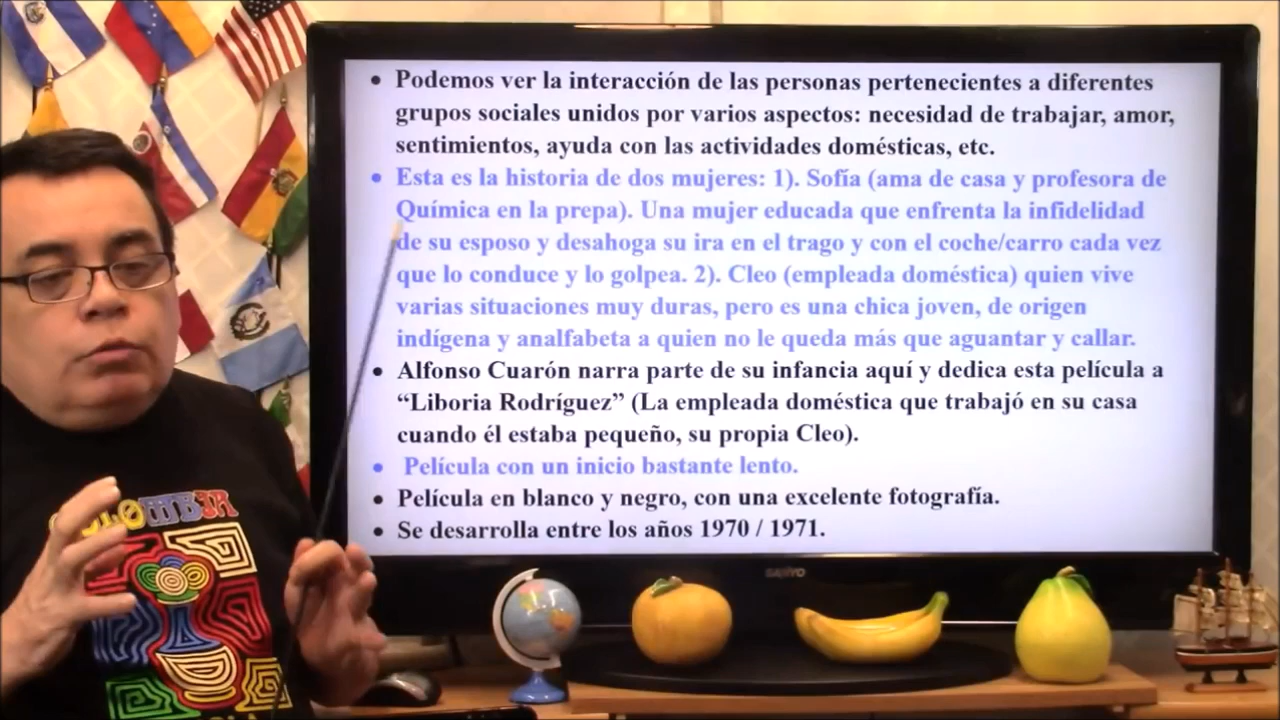 • Podemos ver la interacción de las personas pertenecientes a diferentes
grupos sociales unidos por varios aspectos: necesidad de trabajar, amor,
sentimientos, ayuda con las actividades domésticas, etc.
• Esta es la historia de dos mujeres: 1). Sofía (ama de casa y profesora de
Química en la prepa). Una mujer educada que enfrenta la infidelidad
de su esposo y desahoga su ira en el trago y con el coche/carro cada vez
que lo conduce y lo golpea. 2). Cleo (empleada doméstica) quien vive
varias situaciones muy duras, pero es una chica joven, de origen
indígena y analfabeta a quien no le queda más que aguantar y callar.
• Alfonso Cuarón narra parte de su infancia aquí y dedica esta película a
“Liboria Rodríguez” (La empleada doméstica que trabajó en su casa
cuando él estaba pequeño, su propia Cleo).
• Película con un inicio bastante lento.
• Película en blanco y negro, con una excelente fotografía.
• Se desarrolla entre los años 1970 / 1971.
SANYO
COLOMBIA